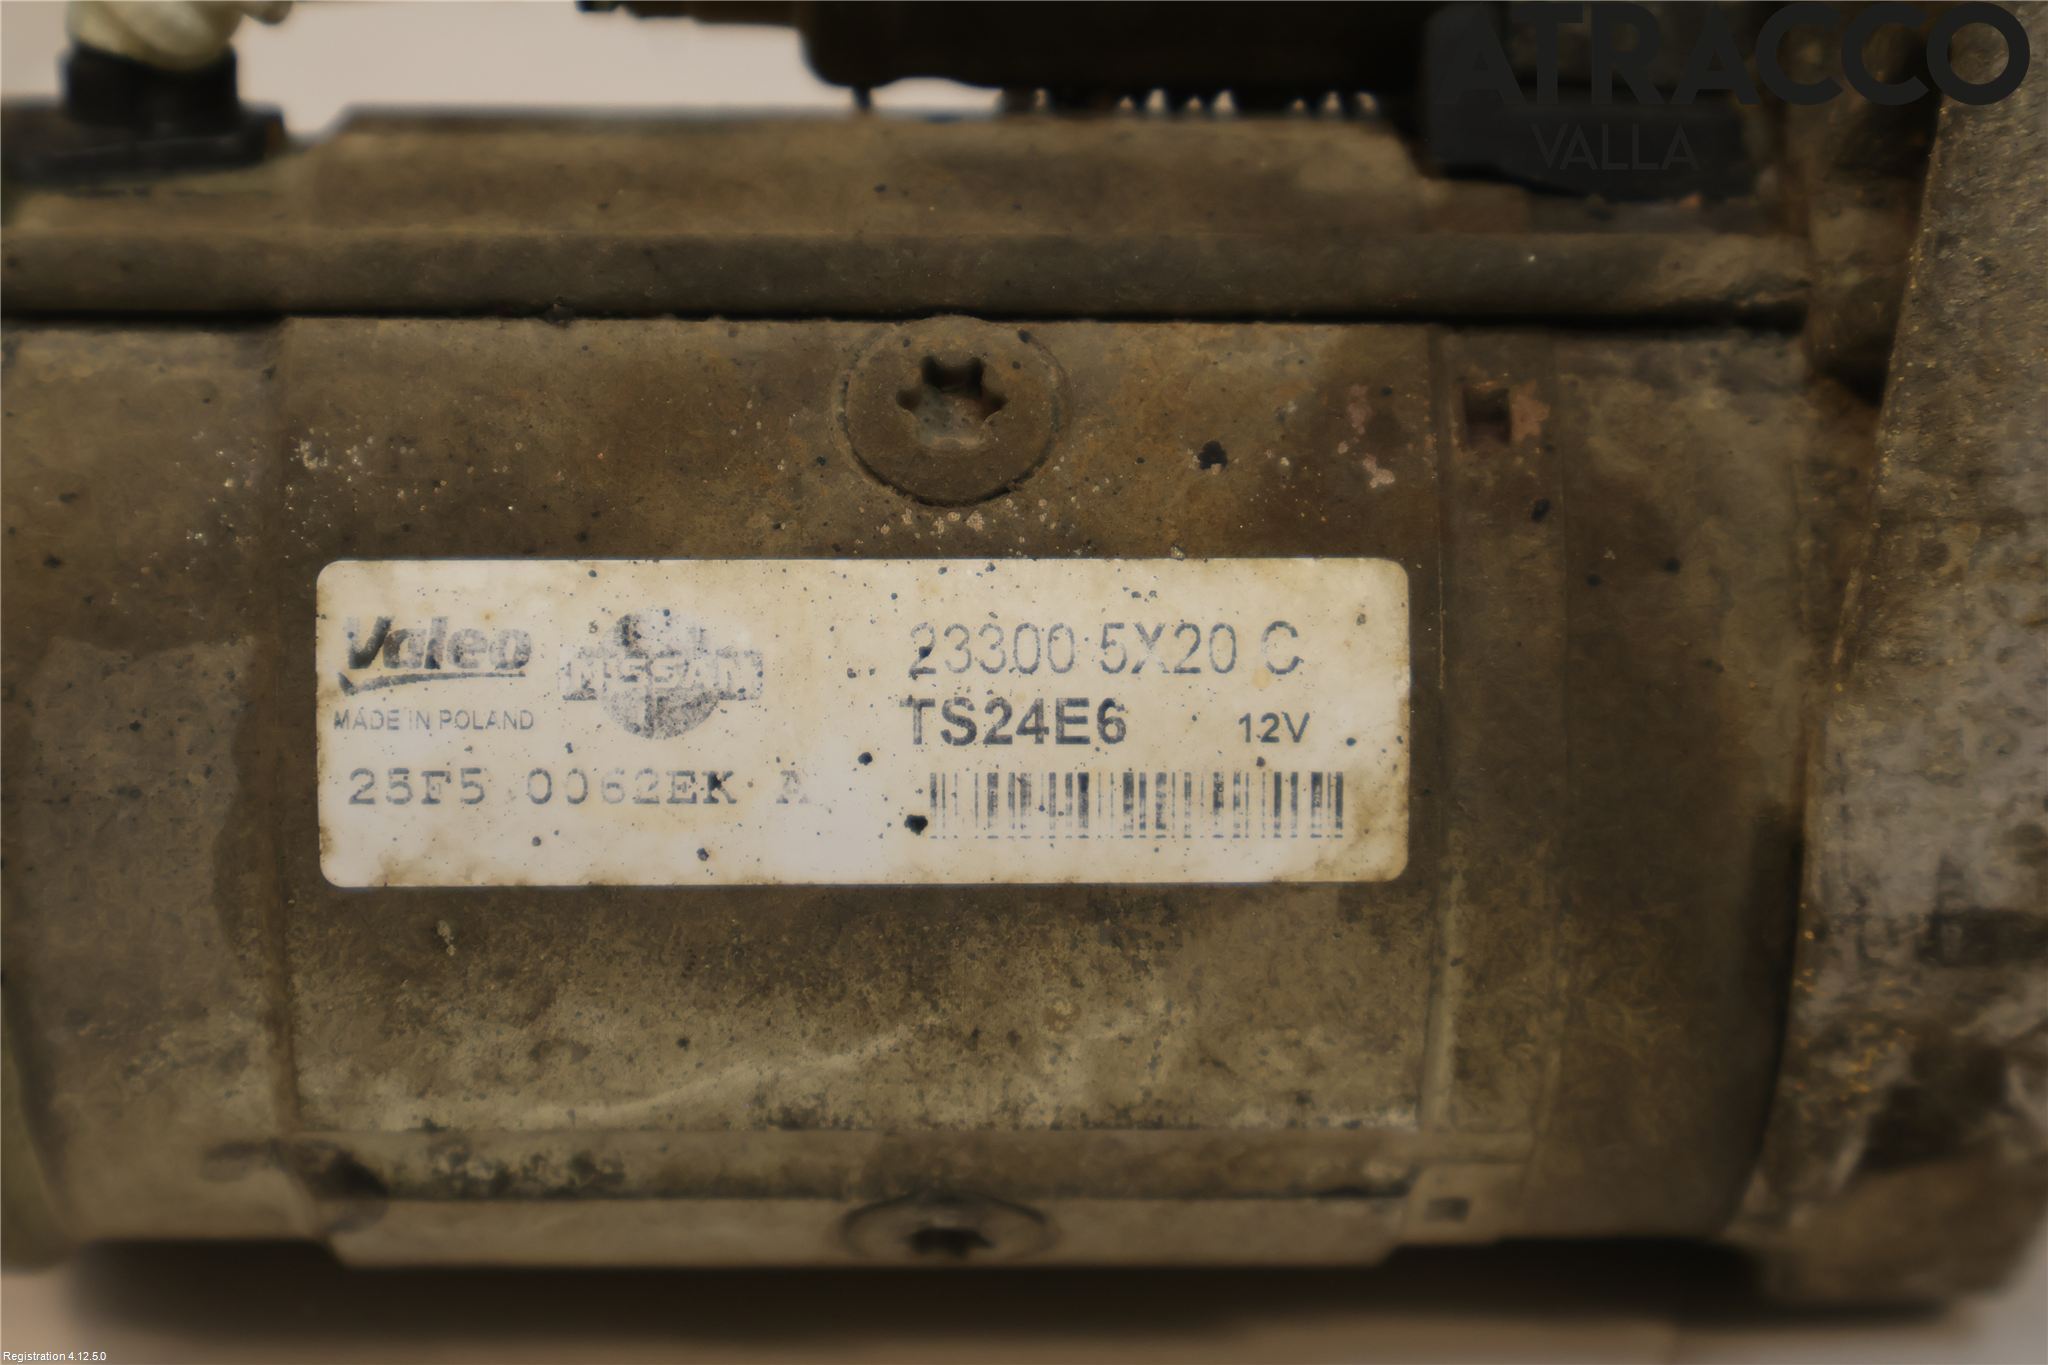 ATRACCO
VALLA
Valeo
NISSAN
23300 5X20 C
MADE IN POLAND
TS24E6 12V
25F5 0062EK A
Registration 4.12.5.0